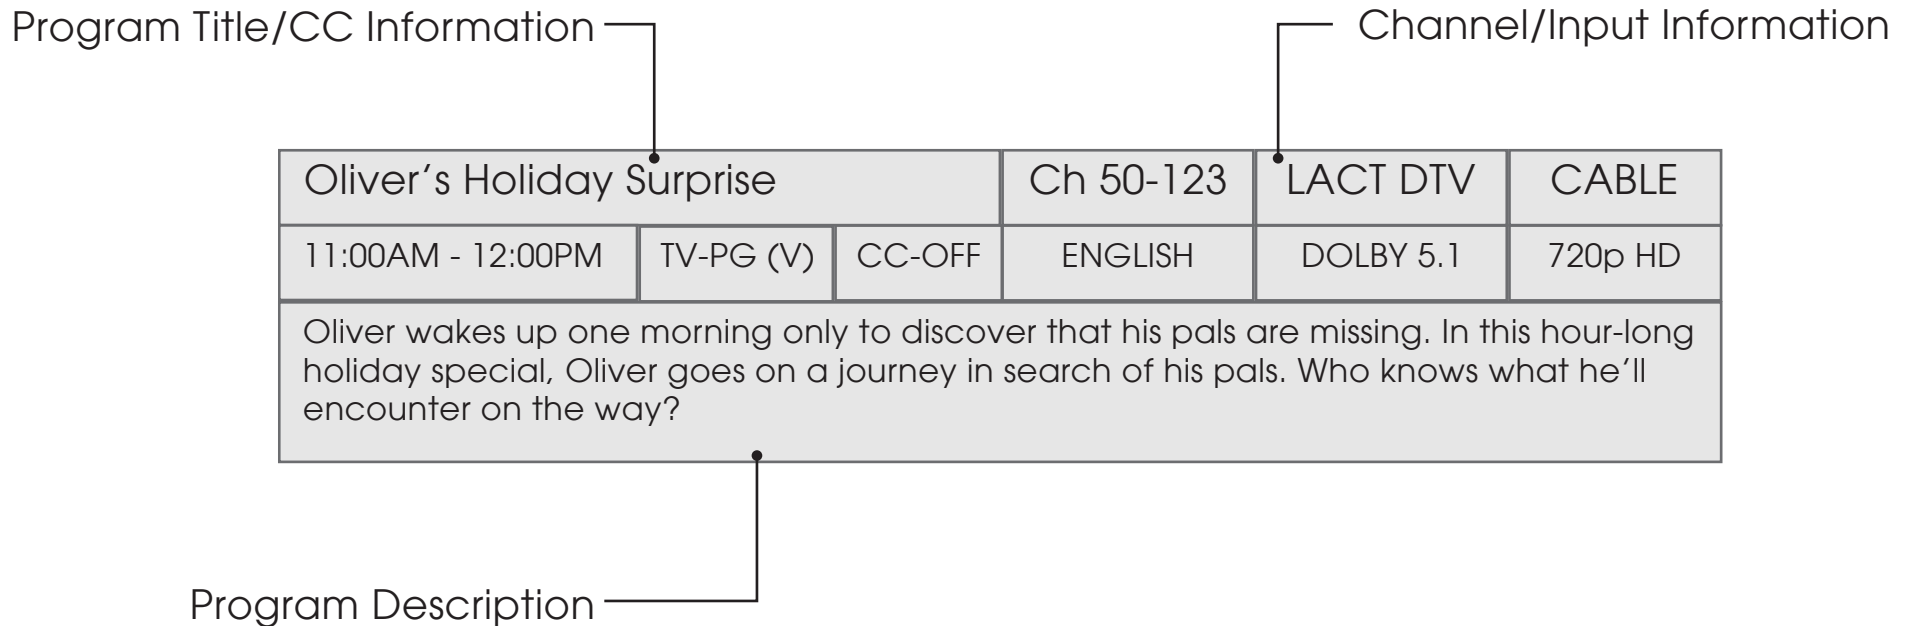 Program Title/CC Information
Channel/Input Information
Oliver’s Holiday Surprise
Ch 50-123
LACT DTV
CABLE
11:00AM - 12:00PM
TV-PG (V)
CC-OFF
ENGLISH
DOLBY 5.1
720p HD
Oliver wakes up one morning only to discover that his pals are missing. In this hour-long
holiday special, Oliver goes on a journey in search of his pals. Who knows what he’ll
encounter on the way?
Program Description